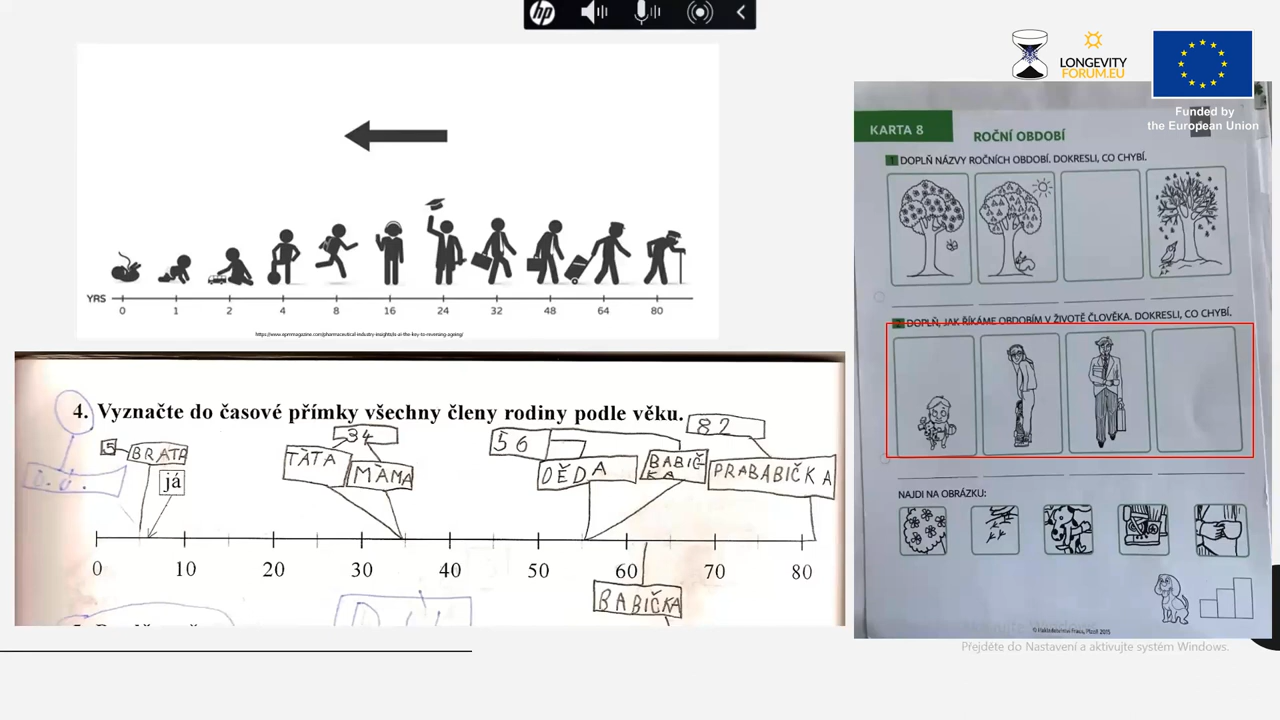 LONGEVITY
FORUM.EU
Funded by
the European Union
YRS
0 1 2 4 8 16 24 32 48 64 80
4. Vyznačte do časové přímky všechny členy rodiny podle věku.
5
BRATR
já
D.Ú.
34
TÁTA
MÁMA
56
DĚDA
BABIČ-
KA
82
PRABABIČKA
0 10 20 30 40 50 60 70 80
BABIČKA
D.Ú.
KARTA 8
ROČNÍ OBDOBÍ
1 DOPLŇ NÁZVY ROČNÍCH OBDOBÍ. DOKRESLI, CO CHYBÍ.
2 DOPLŇ, JAK ŘÍKÁME OBDOBÍM V ŽIVOTĚ ČLOVĚKA. DOKRESLI, CO CHYBÍ.
NAJDI NA OBRÁZKU:
Přejděte do Nastavení a aktivujte systém Windows.